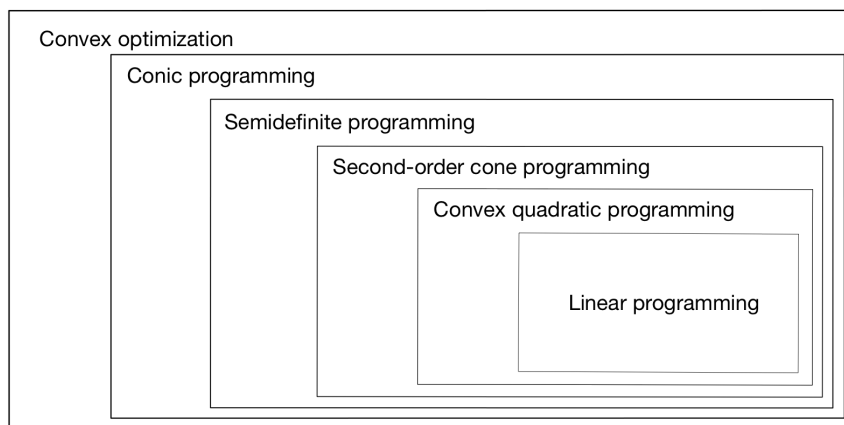 Convex optimization
Conic programming
Semidefinite programming
Second-order cone programming
Convex quadratic programming
Linear programming